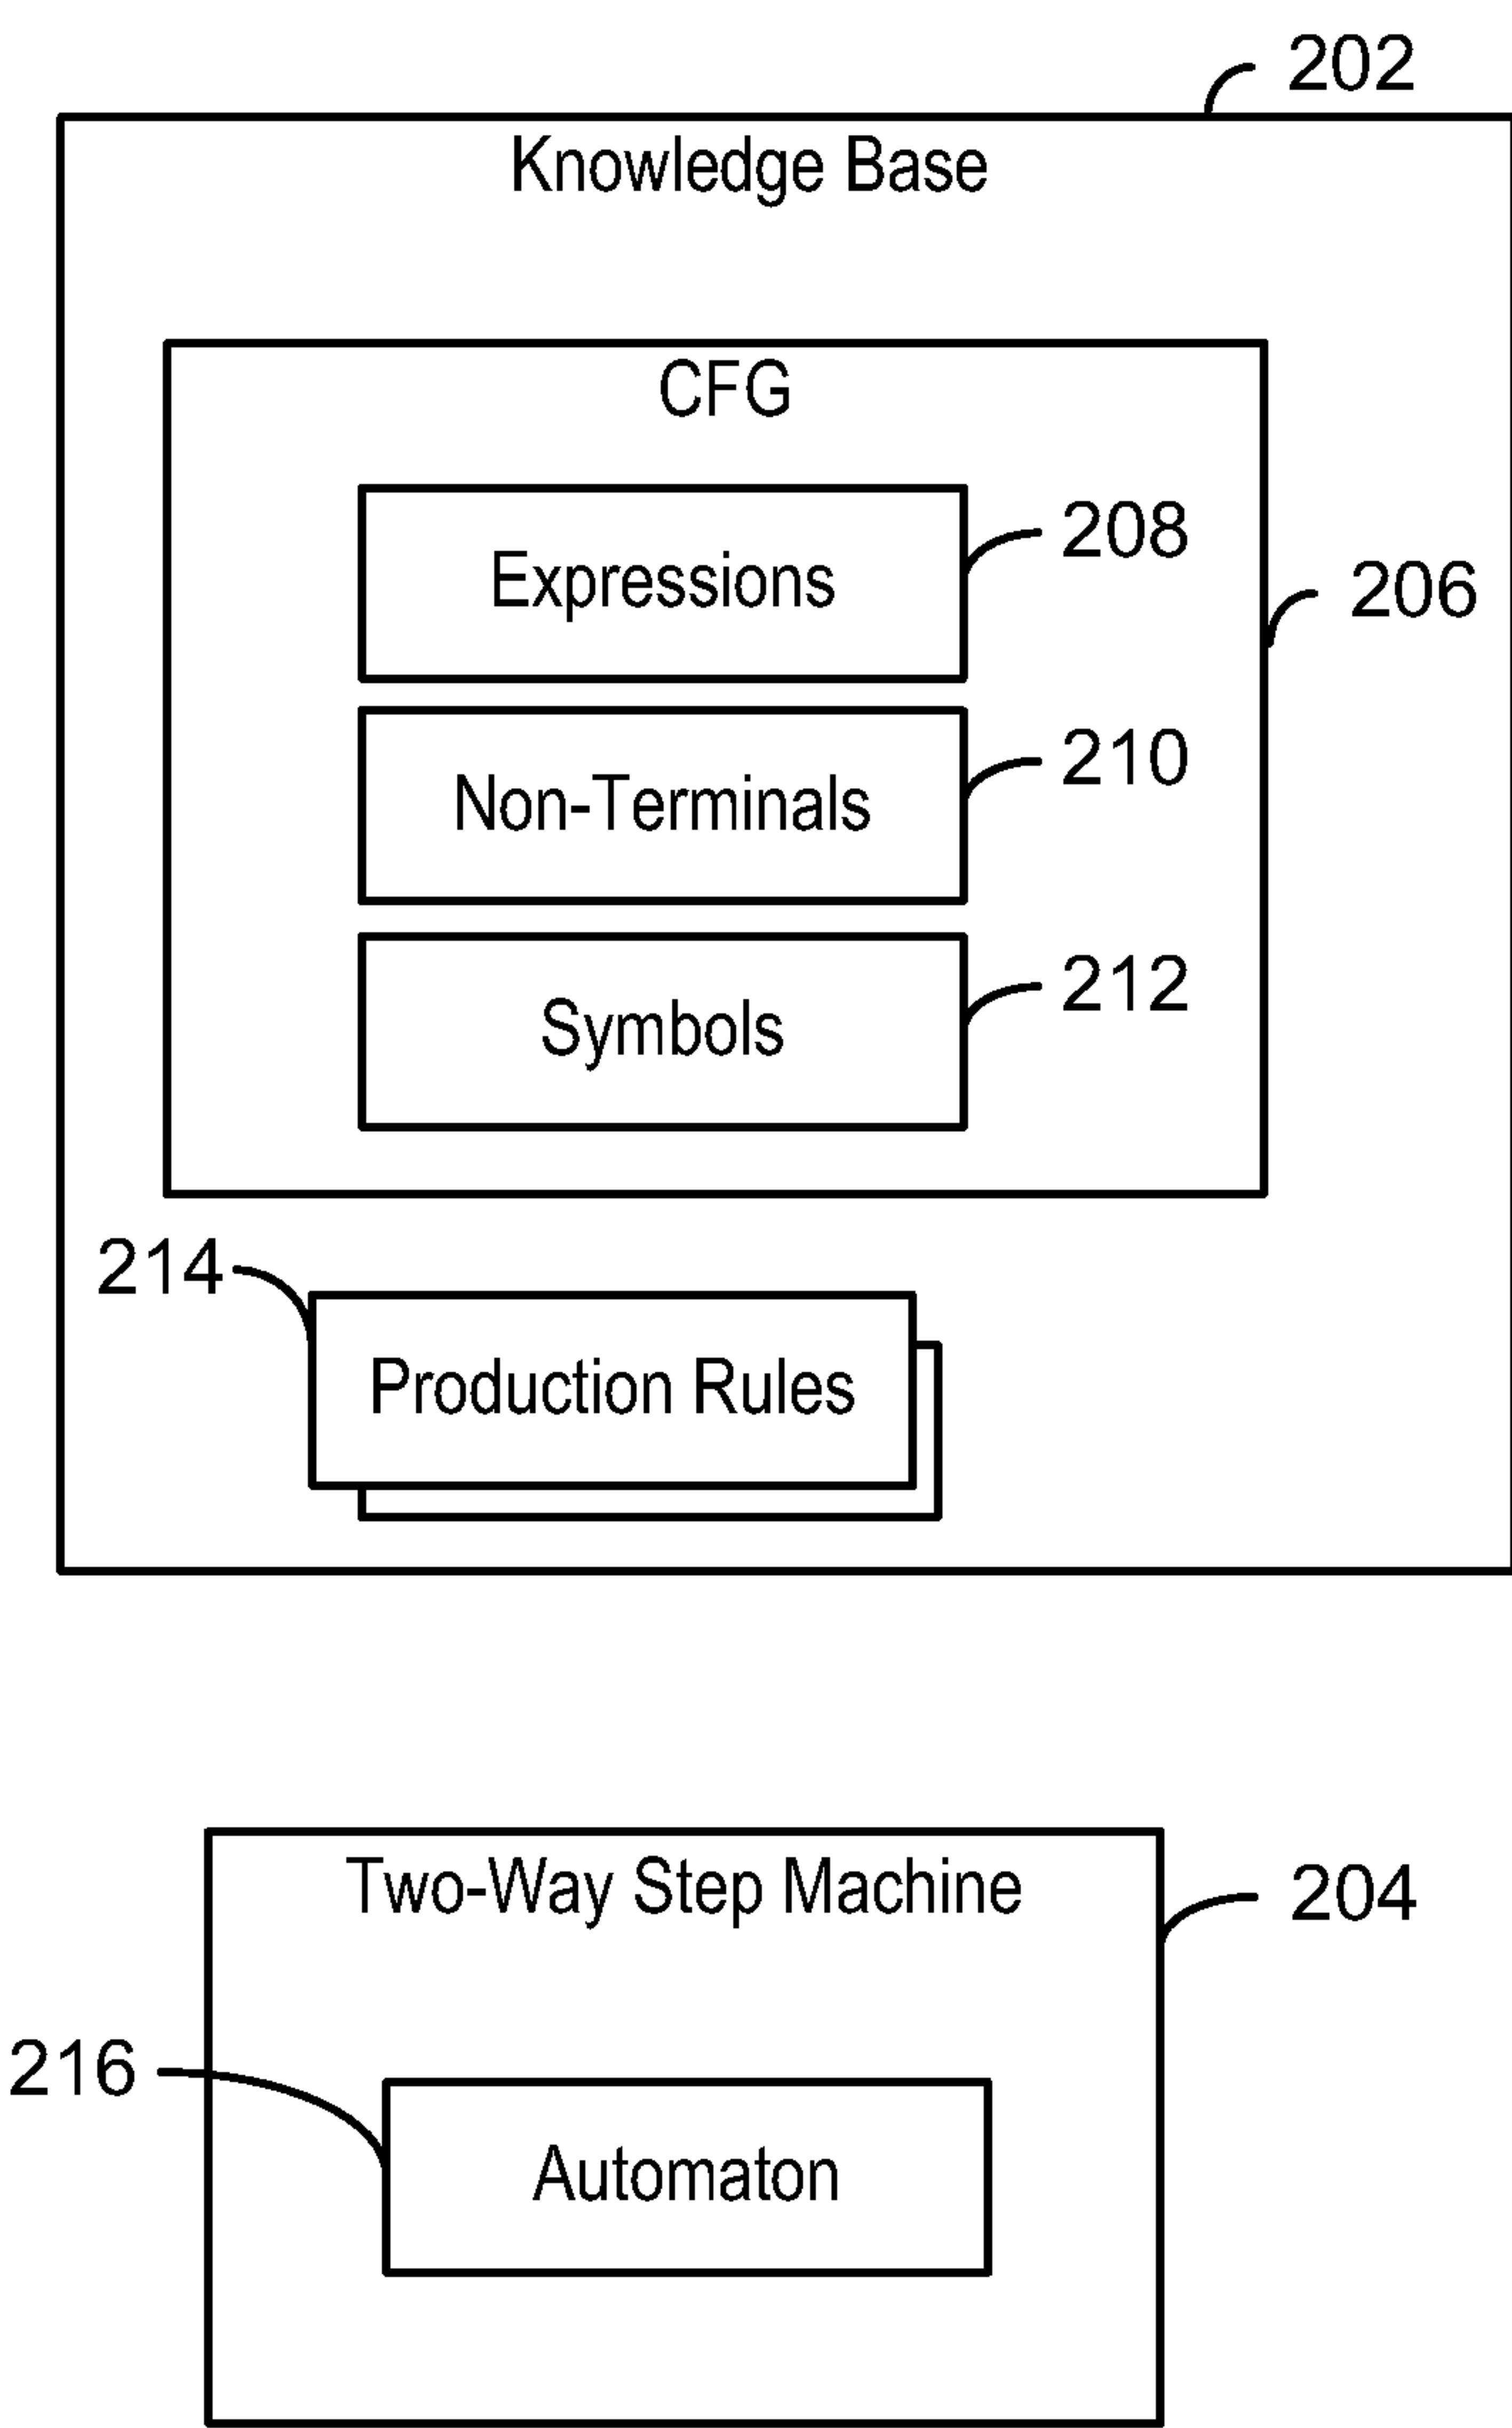 202
Knowledge Base
CFG
Expressions
208
206
Non-Terminals
210
Symbols
212
214
Production Rules
Two-Way Step Machine
204
216
Automaton